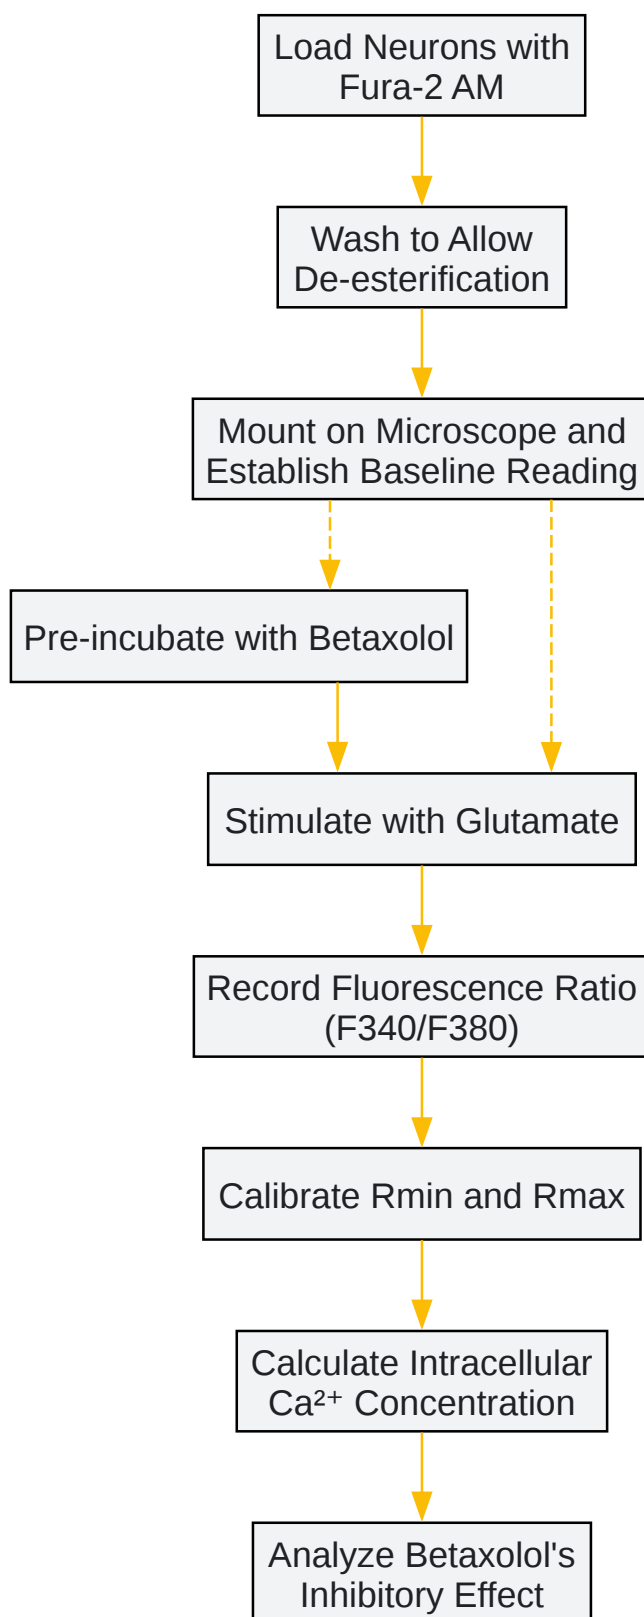 Load Neurons with
Fura-2 AM
Wash to Allow
De-esterification
Mount on Microscope and
Establish Baseline Reading
Pre-incubate with Betaxolol
Stimulate with Glutamate
Record Fluorescence Ratio
(F340/F380)
Calibrate Rmin and Rmax
Calculate Intracellular
Ca²⁺ Concentration
Analyze Betaxolol's
Inhibitory Effect